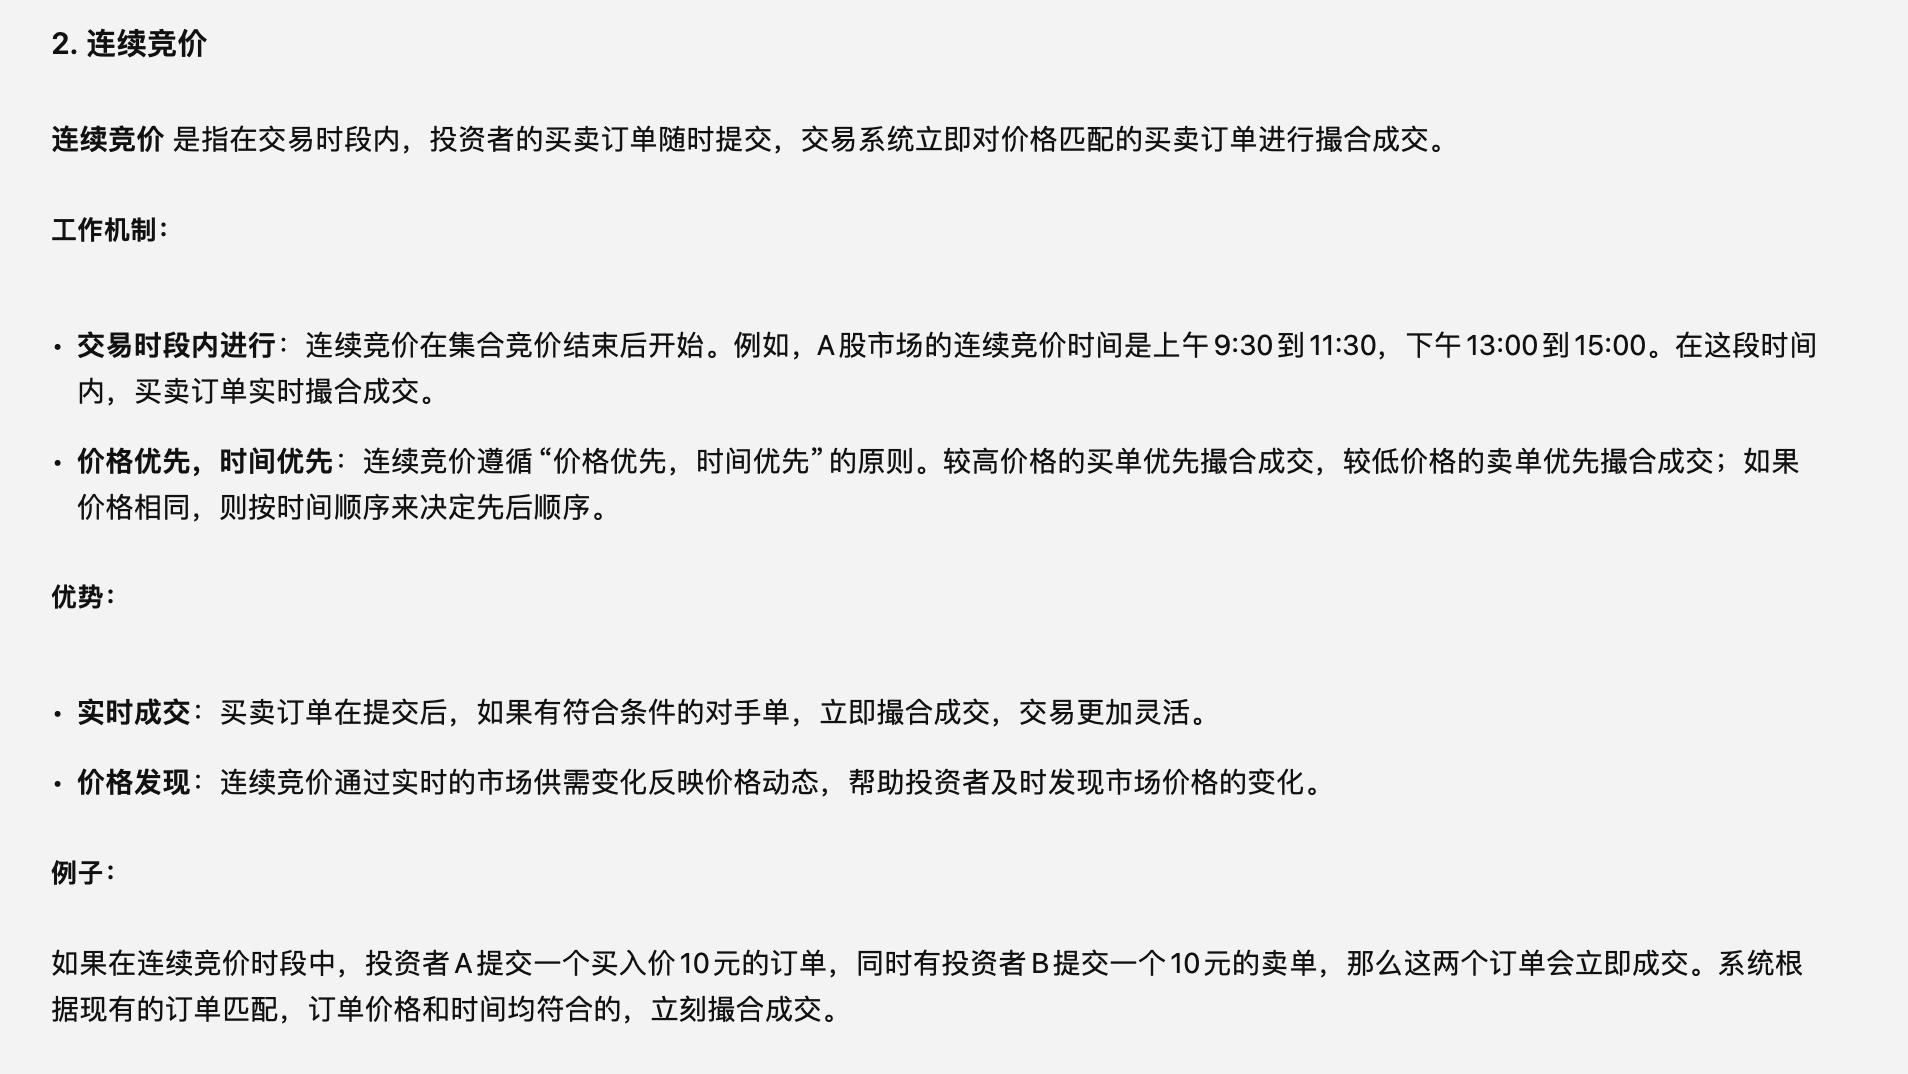 2. 连续竞价
连续竞价 是指在交易时段内，投资者的买卖订单随时提交，交易系统立即对价格匹配的买卖订单进行撮合成交。
工作机制：
• 交易时段内进行：连续竞价在集合竞价结束后开始。例如，A股市场的连续竞价时间是上午9:30到11:30，下午13:00到15:00。在这段时间
内，买卖订单实时撮合成交。
• 价格优先，时间优先：连续竞价遵循“价格优先，时间优先”的原则。较高价格的买单优先撮合成交，较低价格的卖单优先撮合成交；如果
价格相同，则按时间顺序来决定先后顺序。
优势：
• 实时成交：买卖订单在提交后，如果有符合条件的对手单，立即撮合成交，交易更加灵活。
• 价格发现：连续竞价通过实时的市场供需变化反映价格动态，帮助投资者及时发现市场价格的变化。
例子：
如果在连续竞价时段中，投资者A提交一个买入价10元的订单，同时有投资者B提交一个10元的卖单，那么这两个订单会立即成交。系统根
据现有的订单匹配，订单价格和时间均符合的，立刻撮合成交。